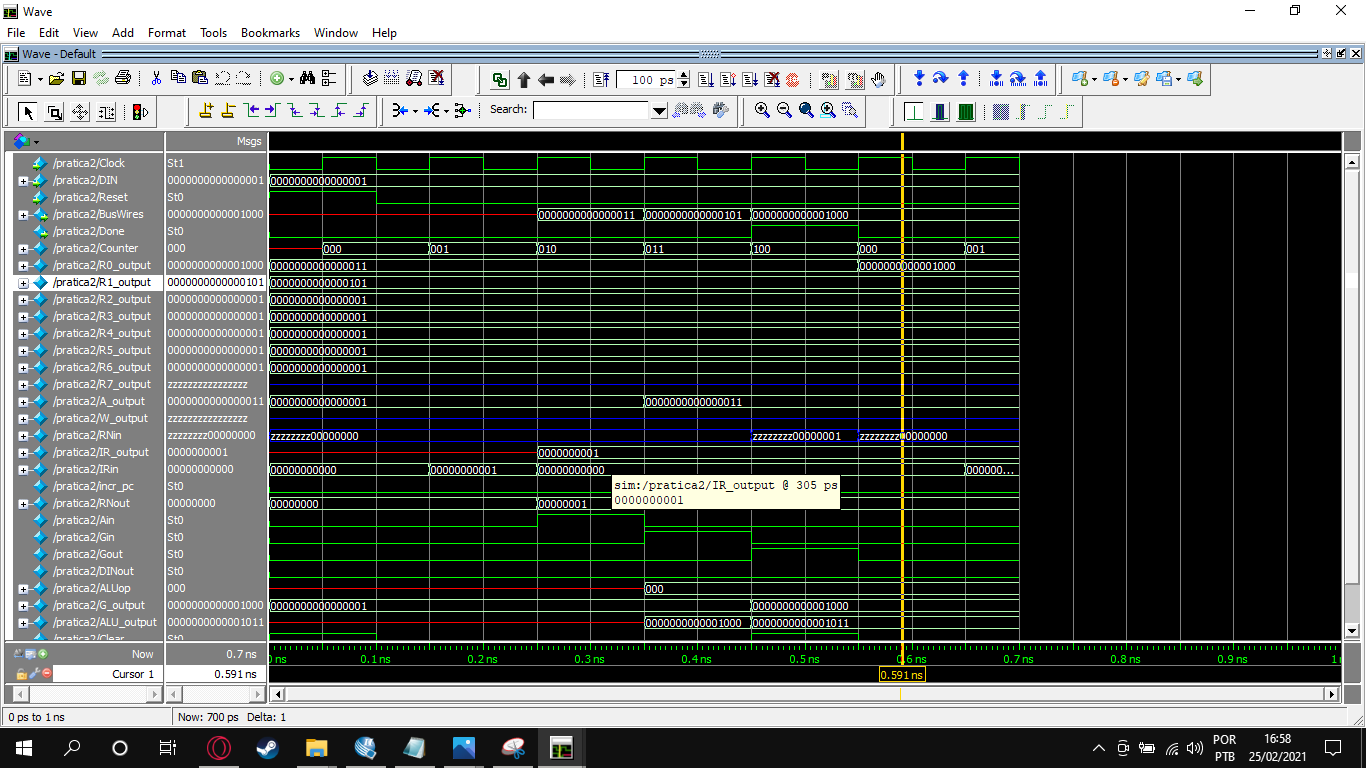 Wave
File Edit View Add Format Tools Bookmarks Window Help
Wave - Default
100 ps
Search:
Msgs
/pratica2/Clock St1
/pratica2/DIN 0000000000000001 0000000000000001
/pratica2/Reset St0
/pratica2/BusWires 0000000000001000 0000000000000011 0000000000000101 0000000000001000
/pratica2/Done St0
/pratica2/Counter 000 000 001 010 011 100 000 001
/pratica2/R0_output 0000000000001000 0000000000000011 0000000000001000
/pratica2/R1_output 0000000000000101 0000000000000101
/pratica2/R2_output 0000000000000001 0000000000000001
/pratica2/R3_output 0000000000000001 0000000000000001
/pratica2/R4_output 0000000000000001 0000000000000001
/pratica2/R5_output 0000000000000001 0000000000000001
/pratica2/R6_output 0000000000000001 0000000000000001
/pratica2/R7_output zzzzzzzzzzzzzzzz
/pratica2/A_output 0000000000000011 0000000000000001 0000000000000011
/pratica2/W_output zzzzzzzzzzzzzzzz
/pratica2/RNin zzzzzzzz00000000 zzzzzzzz00000000 zzzzzzzz00000001 zzzzzzzz00000000
/pratica2/IR_output 0000000001 0000000001
/pratica2/IRin 00000000000 00000000000 00000000001 00000000000 000000...
/pratica2/incr_pc St0
/pratica2/RNout 00000000 00000000 00000001
/pratica2/Ain St0
/pratica2/Gin St0
/pratica2/Gout St0
/pratica2/DINout St0
/pratica2/ALUop 000 000
/pratica2/G_output 0000000000001000 0000000000000001 0000000000001000
/pratica2/ALU_output 0000000000001011 0000000000001000 0000000000001011
/pratica2/Clear St0
sim:/pratica2/IR_output @ 305 ps
0000000001
Now 0.7 ns
0 ns 0.1 ns 0.2 ns 0.3 ns 0.4 ns 0.5 ns 0.6 ns 0.7 ns 0.8 ns 0.9 ns
Cursor 1 0.591 ns 0.591 ns
0 ps to 1 ns Now: 700 ps Delta: 1
POR
PTB
16:58
25/02/2021